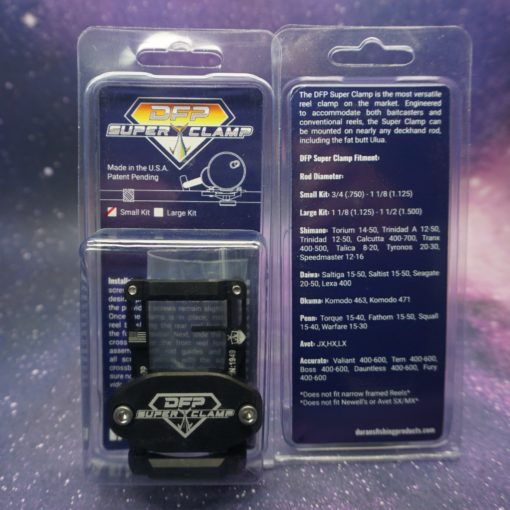 DFP
SUPER CLAMP
Made in the U.S.A.
Patent Pending
Small Kit Large Kit
DFP
SUPER CLAMP
The DFP Super Clamp is the most versatile
reel clamp on the market. Engineered
to accommodate both baitcasters and
conventional reels, the Super Clamp can
be mounted on nearly any deckhand rod,
including the fat butt Ulua.
DFP Super Clamp Fitment:
Rod Diameter:
Small Kit: 3/4 (.750) - 1 1/8 (1.125)
Large Kit: 1 1/8 (1.125) - 1 1/2 (1.500)
Shimano: Torium 14-50, Trinidad A 12-50,
Trinidad 12-50, Calcutta 400-700, Tranx
400-500, Talica 8-20, Tyronos 20-30,
Speedmaster 12-16
Daiwa: Saltiga 15-50, Saltist 15-50, Seagate
20-50, Lexa 400
Okuma: Komodo 463, Komodo 471
Penn: Torque 15-40, Fathom 15-50, Squall
15-40, Warfare 15-30
Avet: JX,HX,LX
Accurate: Valiant 400-600, Tern 400-600,
Boss 400-600, Dauntless 400-600, Fury
400-600
*Does not fit narrow framed Reels*
*Does not fit Newell's or Avet SX/MX*
duransfishingproducts.com